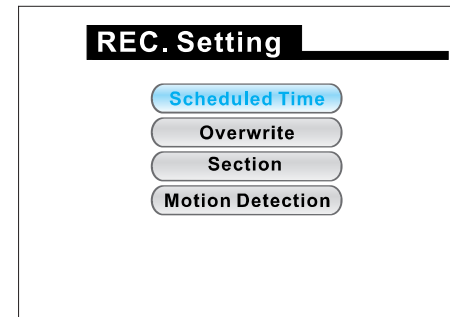 REC. Setting
Scheduled Time
Overwrite
Section
Motion Detection